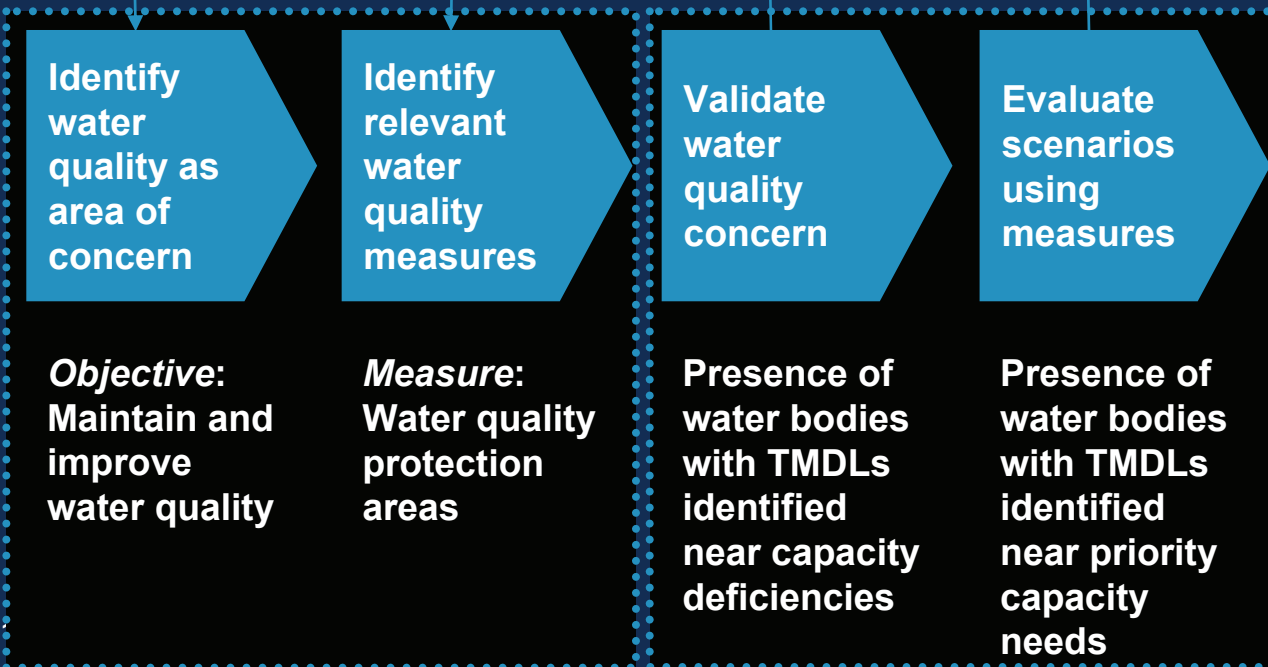 Identify
water
quality as
area of
concern
Identify
relevant
water
quality
measures
Validate
water
quality
concern
Evaluate
scenarios
using
measures
Objective:
Maintain and
improve
water quality
Measure:
Water quality
protection
areas
Presence of
water bodies
with TMDLs
identified
near capacity
deficiencies
Presence of
water bodies
with TMDLs
identified
near priority
capacity
needs